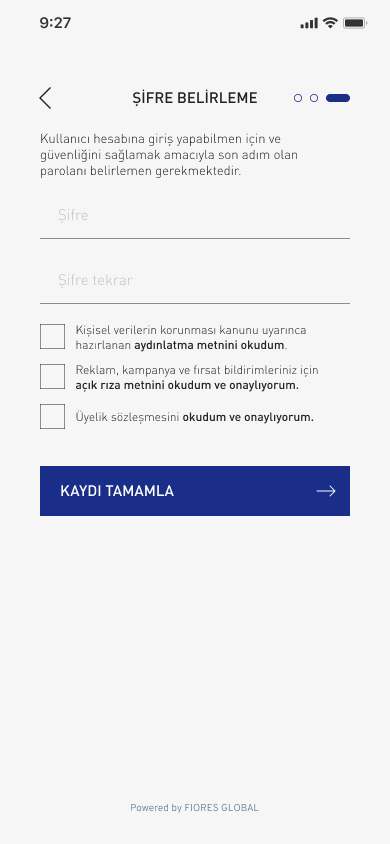 9:27
ŞİFRE BELİRLEME
Kullanıcı hesabına giriş yapabilmen için ve
güvenliğini sağlamak amacıyla son adım olan
parolanı belirlemen gerekmektedir.
Şifre
Şifre tekrar
Kişisel verilerin korunması kanunu uyarınca
hazırlanan aydınlatma metnini okudum.
Reklam, kampanya ve fırsat bildirimleriniz için
açık rıza metnini okudum ve onaylıyorum.
Üyelik sözleşmesini okudum ve onaylıyorum.
KAYDI TAMAMLA
Powered by FIORES GLOBAL